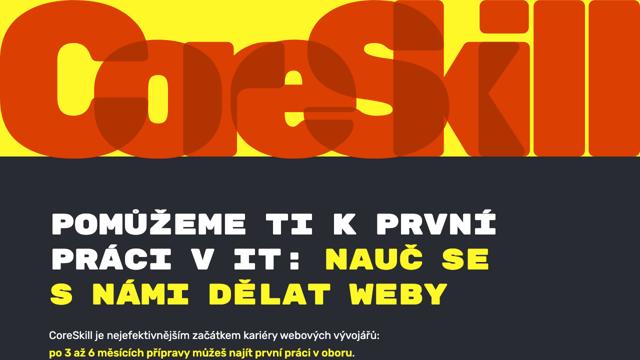 CoreSkill
POMŮŽEME TI K PRVNÍ
PRÁCI V IT: NAUČ SE
S NÁMI DĚLAT WEBY
CoreSkill je nejefektivnějším začátkem kariéry webových vývojářů:
po 3 až 6 měsících přípravy můžeš najít první práci v oboru.